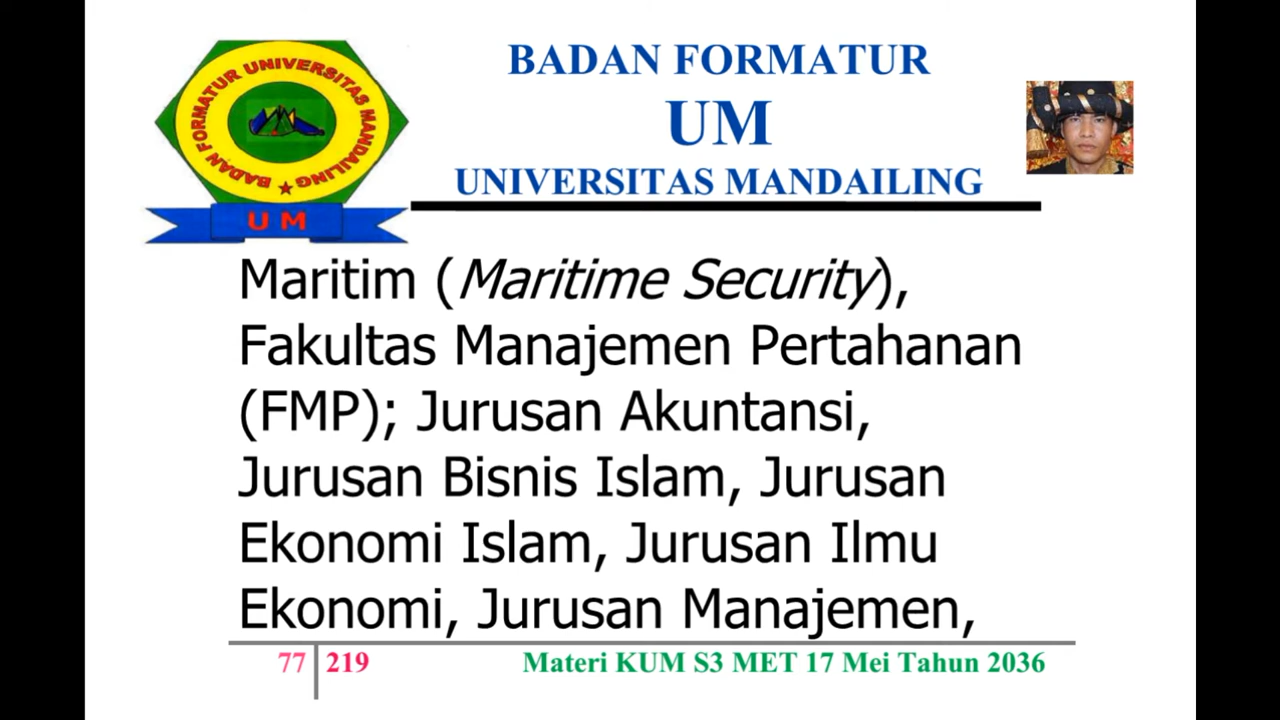 BADAN FORMATUR UNIVERSITAS MANDAILING
U M
BADAN FORMATUR
UM
UNIVERSITAS MANDAILING
Maritim (Maritime Security),
Fakultas Manajemen Pertahanan
(FMP); Jurusan Akuntansi,
Jurusan Bisnis Islam, Jurusan
Ekonomi Islam, Jurusan Ilmu
Ekonomi, Jurusan Manajemen,
77 219 Materi KUM S3 MET 17 Mei Tahun 2036